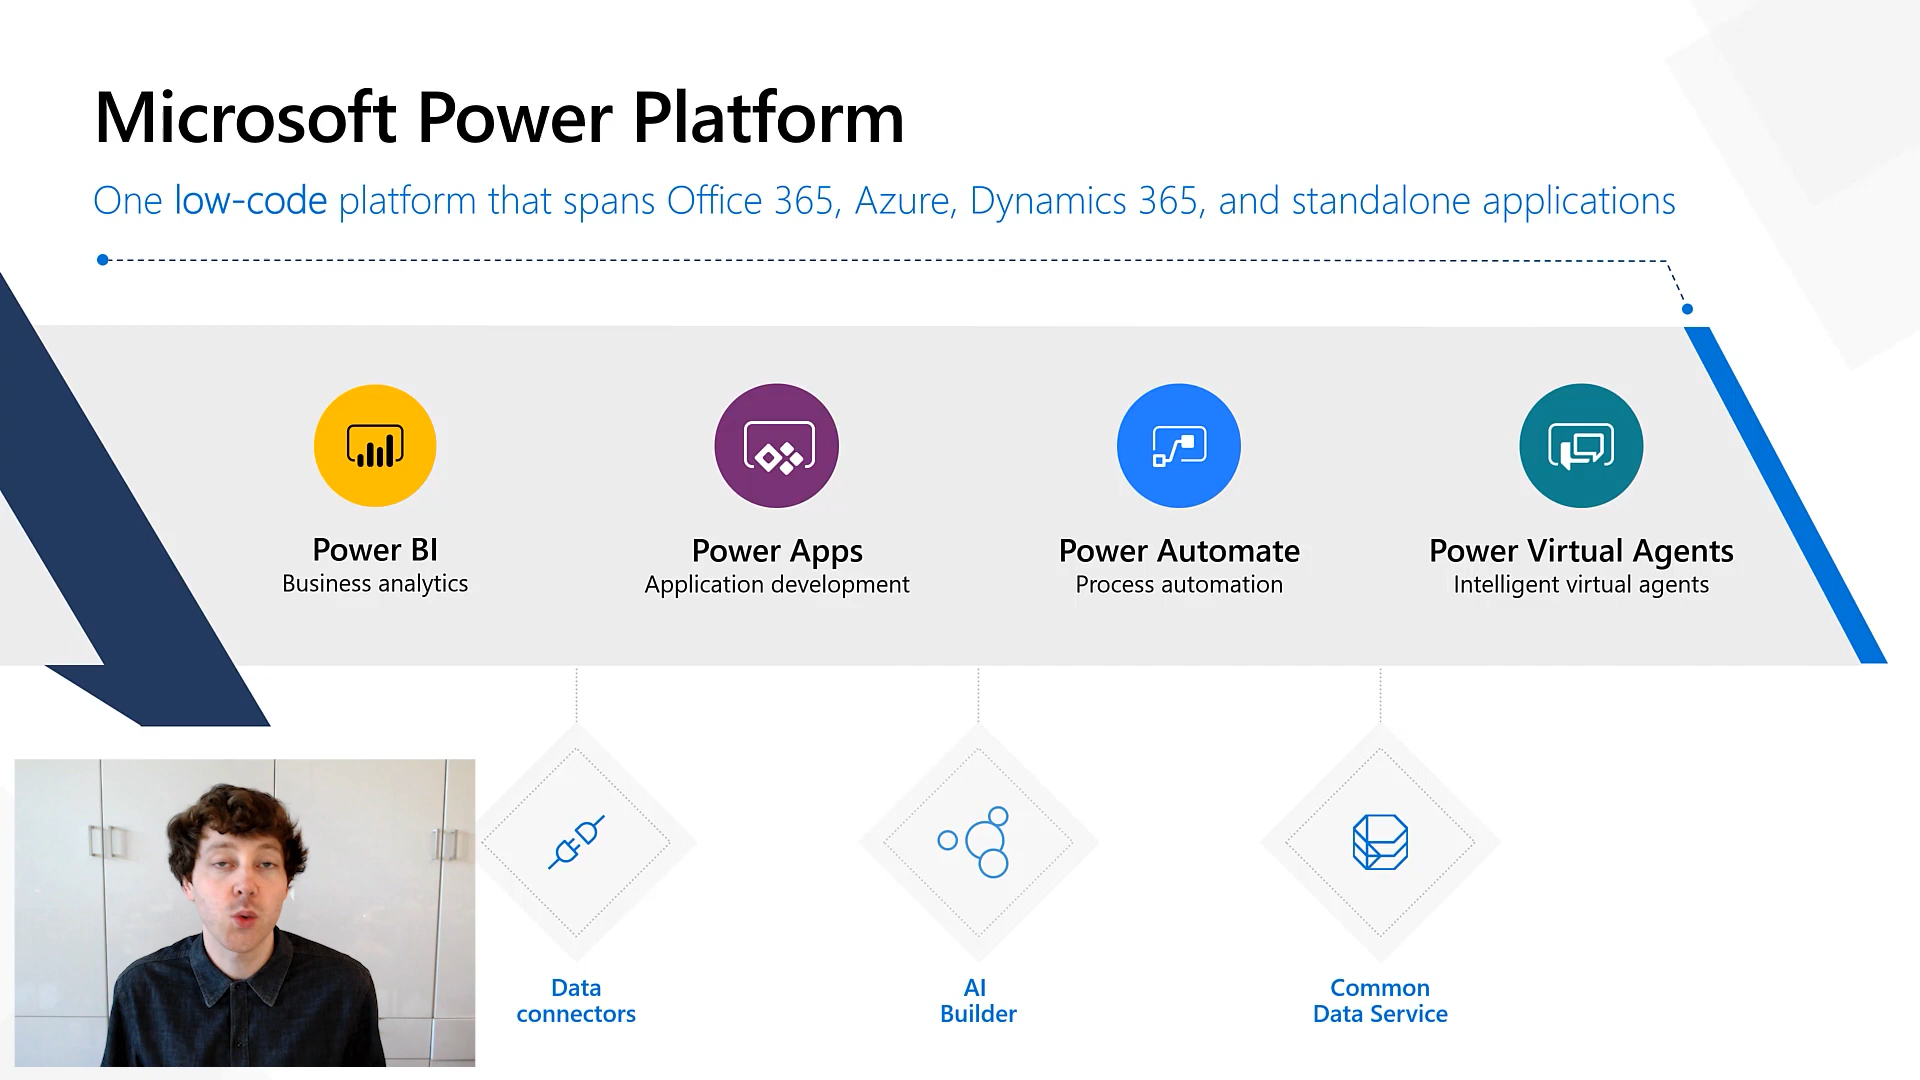 Microsoft Power Platform
One low-code platform that spans Office 365, Azure, Dynamics 365, and standalone applications
Power BI
Business analytics
Power Apps
Application development
Power Automate
Process automation
Power Virtual Agents
Intelligent virtual agents
Data
connectors
AI
Builder
Common
Data Service